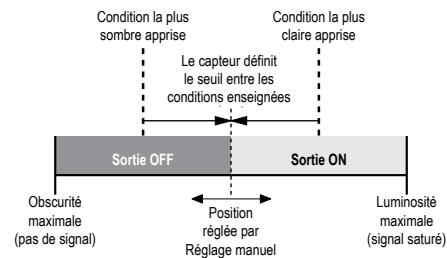 Condition la plus
sombre apprise
Condition la plus
claire apprise
Le capteur définit
le seuil entre les
conditions enseignées
Sortie OFF
Sortie ON
Obscurité
maximale
(pas de signal)
Position
réglée par
Réglage manuel
Luminosité
maximale
(signal saturé)